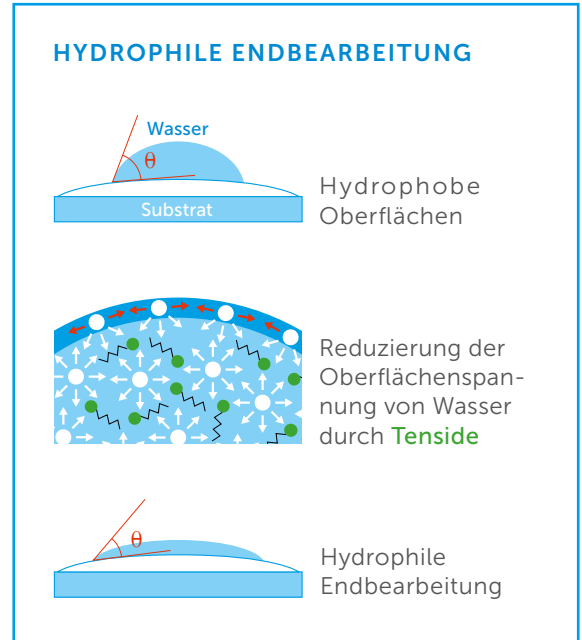 HYDROPHILE ENDBEARBEITUNG
Wasser
θ
Substrat
Hydrophobe
Oberflächen
Reduzierung der
Oberflächenspan-
nung von Wasser
durch Tenside
θ
Hydrophile
Endbearbeitung